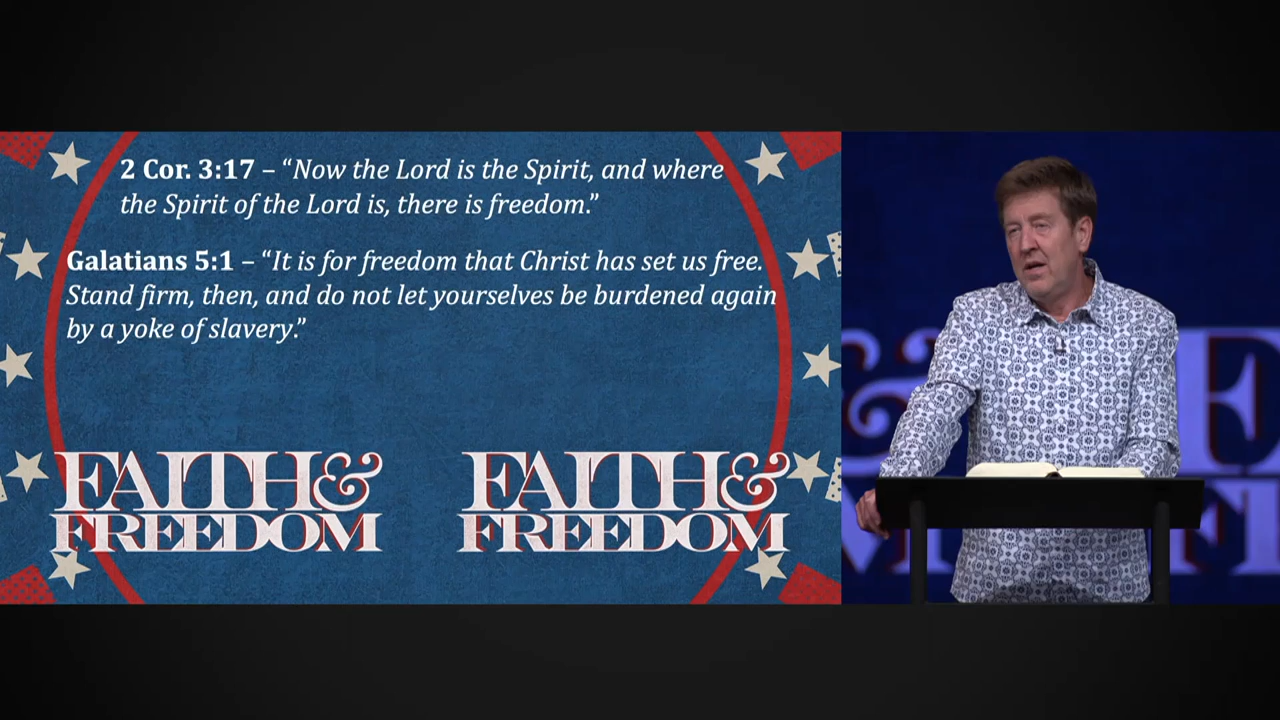 2 Cor. 3:17 – “Now the Lord is the Spirit, and where
the Spirit of the Lord is, there is freedom.”
Galatians 5:1 – “It is for freedom that Christ has set us free.
Stand firm, then, and do not let yourselves be burdened again
by a yoke of slavery.”
FAITH&
FREEDOM
FAITH&
FREEDOM